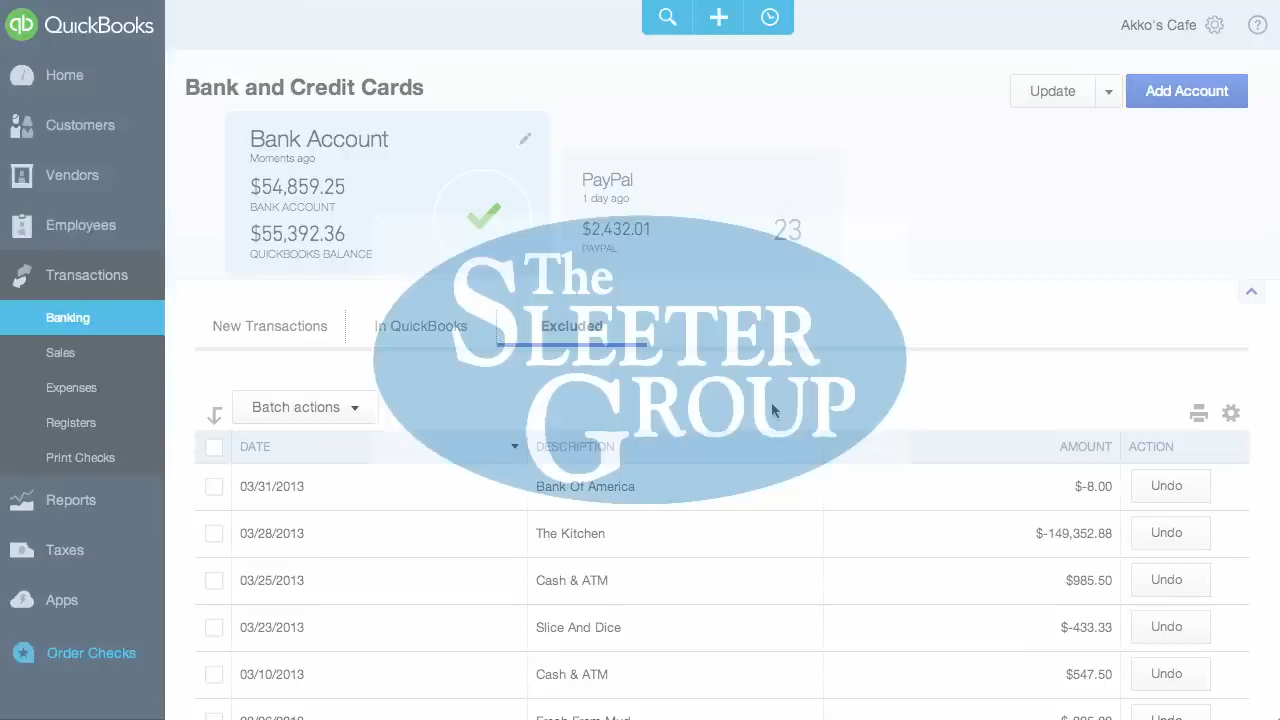 qb QuickBooks
Akko's Cafe
?
Home
Customers
Vendors
Employees
Transactions
Banking
Sales
Expenses
Registers
Print Checks
Reports
Taxes
Apps
Order Checks
Bank and Credit Cards
Update
Add Account
Bank Account
Moments ago
$54,859.25
BANK ACCOUNT
$55,392.36
QUICKBOOKS BALANCE
PayPal
1 day ago
$2,432.01
PAYPAL
23
The
SLEETER
GROUP
New Transactions In QuickBooks Excluded
Batch actions
DATE DESCRIPTION AMOUNT ACTION
03/31/2013 Bank Of America $-8.00 Undo
03/28/2013 The Kitchen $-149,352.88 Undo
03/25/2013 Cash & ATM $985.50 Undo
03/23/2013 Slice And Dice $-433.33 Undo
03/10/2013 Cash & ATM $547.50 Undo